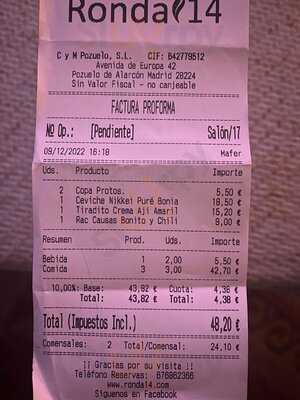 Ronda 14
C y M Pozuelo, S.L. CIF: B42779512
Avenida de Europa 42
Pozuelo de Alarcón Madrid 28224
Sin Valor Fiscal - no canjeable
FACTURA PROFORMA
Nº Op.: [Pendiente] Salón/17
09/12/2022 16:18 Mafer
Uds. Producto Importe
2 Copa Protos. 5,50 €
1 Ceviche Nikkei Puré Bonia 18,50 €
1 Tiradito Crema Aji Amaril 15,20 €
1 Rac Causas Bonito y Chili 9,00 €
Resumen Prod. Uds. Importe
Bebida 1 2,00 5,50 €
Comida 3 3,00 42,70 €
10,00% Base: 43,82 € Cuota: 4,38 €
Total: 43,82 € Total: 4,38 €
Total (Impuestos Incl.) 48,20 €
Comensales: 2 Total/Comensal: 24,10 €
¡¡ Gracias por su visita !!
Teléfono Reservas: 676962366
www.ronda14.com
Siguenos en Facebook